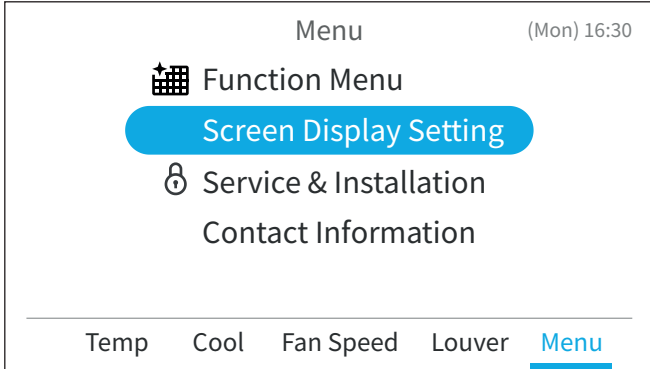 Menu (Mon) 16:30
Function Menu
Screen Display Setting
Service & Installation
Contact Information
Temp Cool Fan Speed Louver Menu